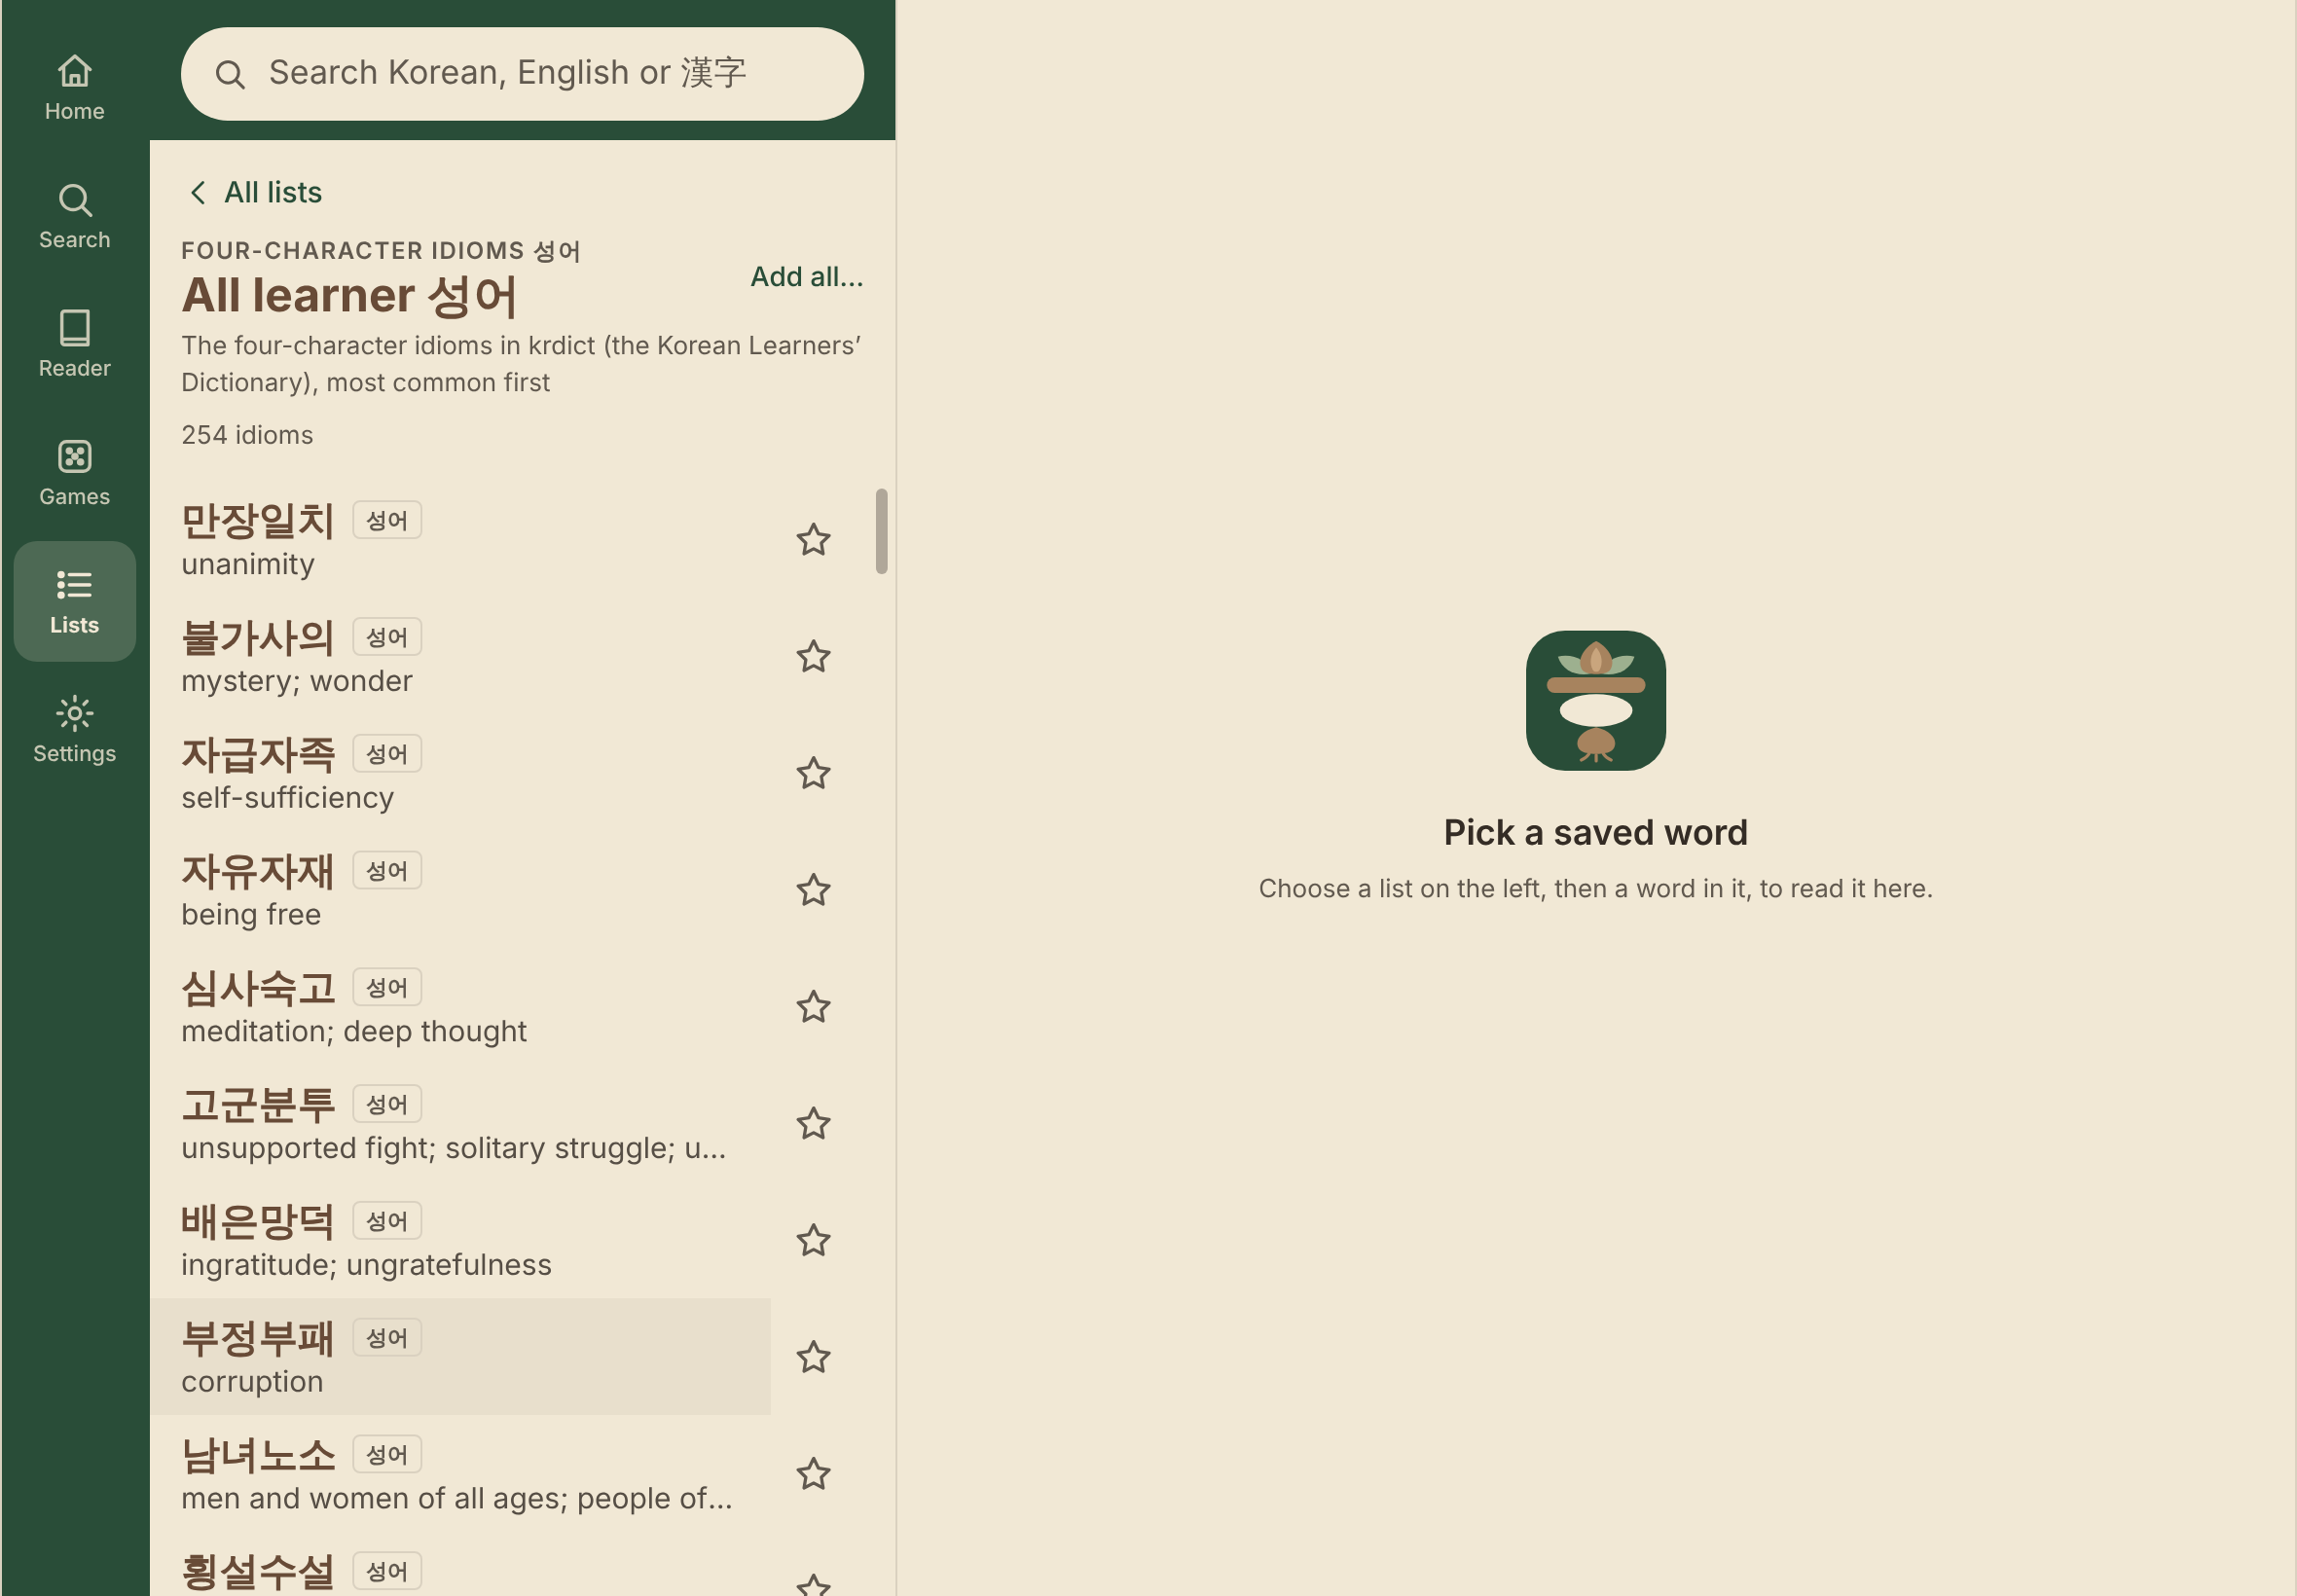 Home
Search
Reader
Games
Lists
Settings
Search Korean, English or 漢字
All lists
FOUR-CHARACTER IDIOMS 성어
All learner 성어
Add all...
The four-character idioms in krdict (the Korean Learners’
Dictionary), most common first
254 idioms
만장일치 성어
unanimity
불가사의 성어
mystery; wonder
자급자족 성어
self-sufficiency
자유자재 성어
being free
심사숙고 성어
meditation; deep thought
고군분투 성어
unsupported fight; solitary struggle; u...
배은망덕 성어
ingratitude; ungratefulness
부정부패 성어
corruption
남녀노소 성어
men and women of all ages; people of...
횡설수설 성어
Pick a saved word
Choose a list on the left, then a word in it, to read it here.